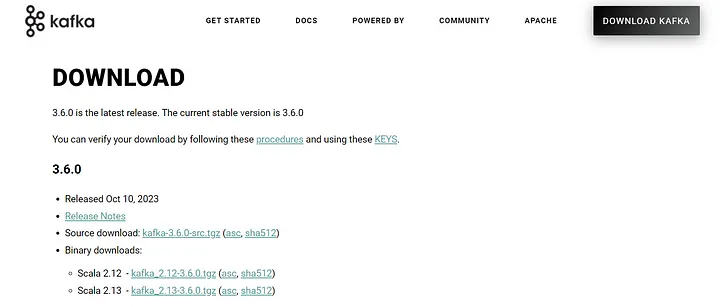 kafka GET STARTED DOCS POWERED BY COMMUNITY APACHE DOWNLOAD KAFKA
DOWNLOAD
3.6.0 is the latest release. The current stable version is 3.6.0
You can verify your download by following these procedures and using these KEYS.
3.6.0
• Released Oct 10, 2023
• Release Notes
• Source download: kafka-3.6.0-src.tgz (asc, sha512)
• Binary downloads:
◦ Scala 2.12 - kafka_2.12-3.6.0.tgz (asc, sha512)
◦ Scala 2.13 - kafka_2.13-3.6.0.tgz (asc, sha512)